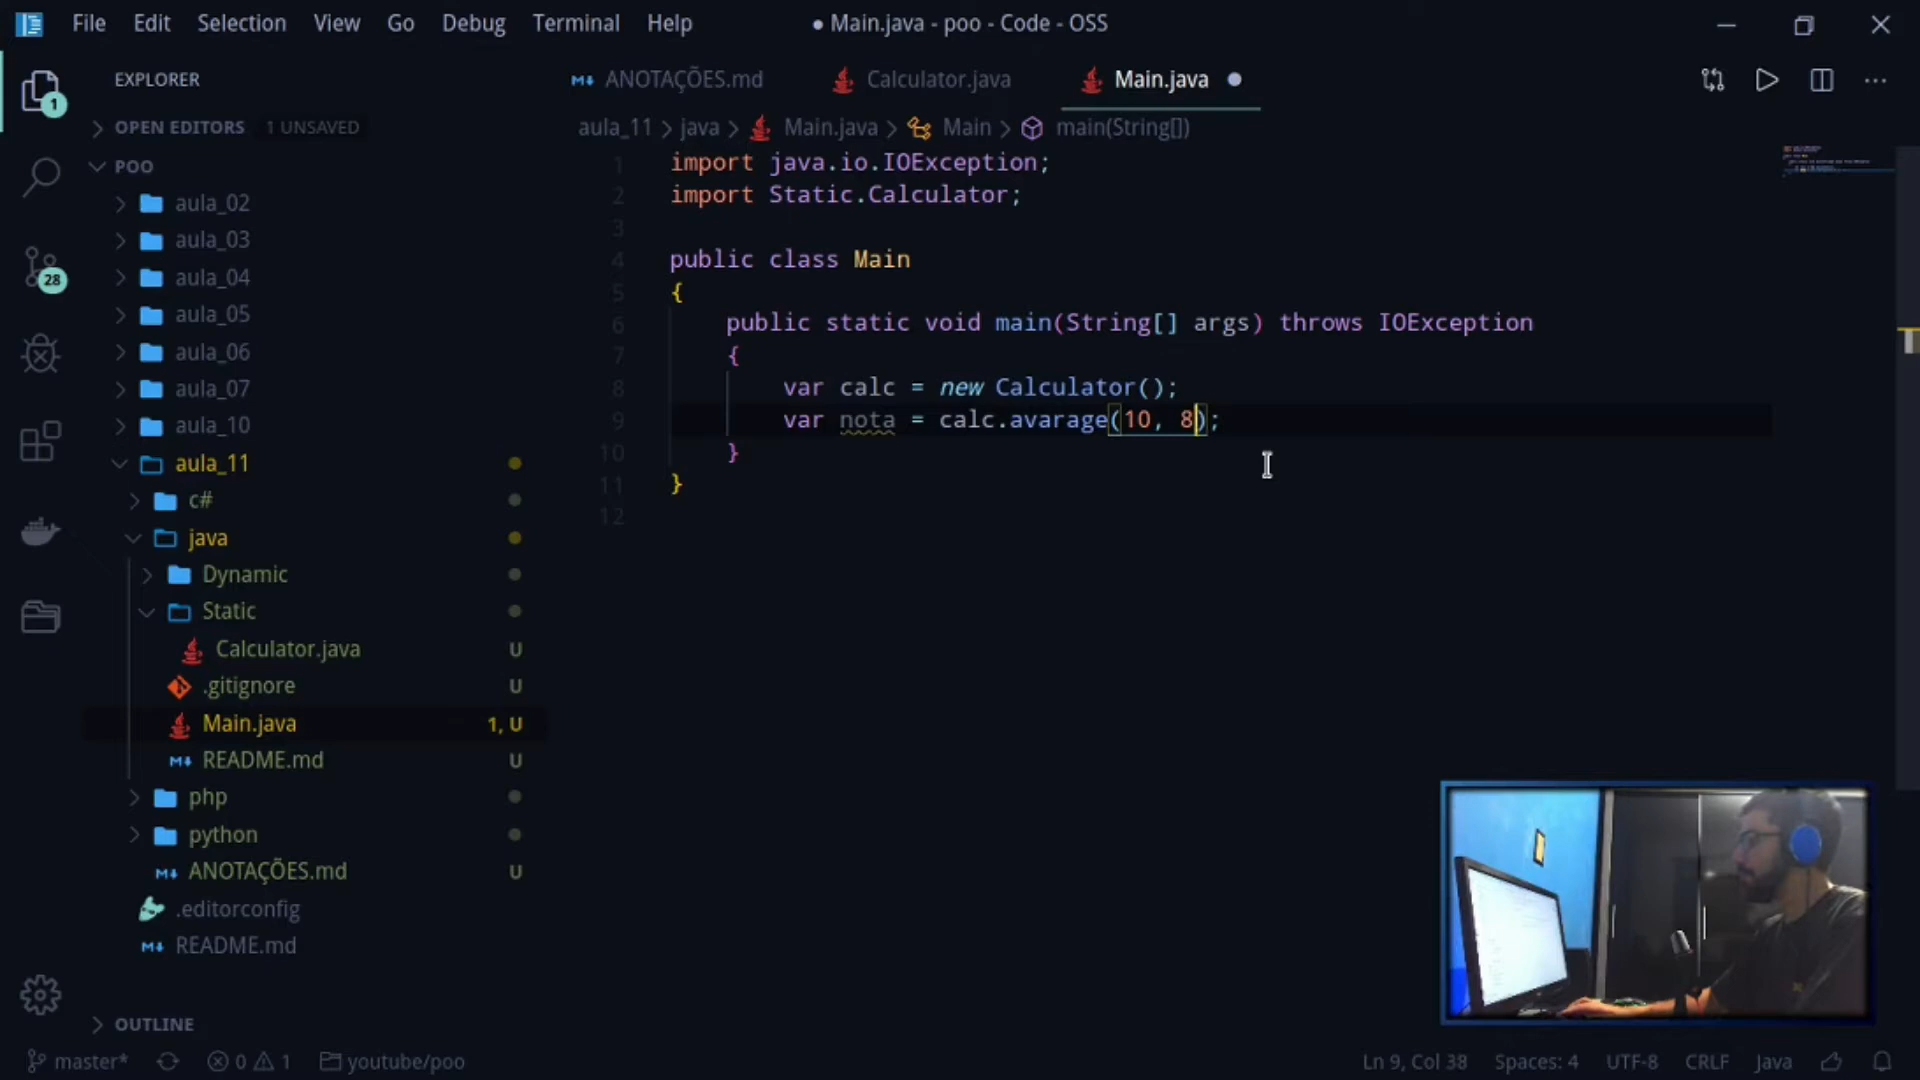 File Edit Selection View Go Debug Terminal Help
● Main.java - poo - Code - OSS
EXPLORER
OPEN EDITORS 1 UNSAVED
POO
aula_02
aula_03
aula_04
aula_05
aula_06
aula_07
aula_10
aula_11
c#
java
Dynamic
Static
Calculator.java U
.gitignore U
Main.java 1, U
README.md U
php
python
ANOTAÇÕES.md U
.editorconfig
README.md
OUTLINE
1
28
ANOTAÇÕES.md Calculator.java Main.java ●
aula_11 > java > Main.java > Main > main(String[])
1 import java.io.IOException;
2 import Static.Calculator;
3
4 public class Main
5 {
6 public static void main(String[] args) throws IOException
7 {
8 var calc = new Calculator();
9 var nota = calc.avarage(10, 8);
10 }
11 }
12
master* 0 1 youtube/poo
Ln 9, Col 38 Spaces: 4 UTF-8 CRLF Java